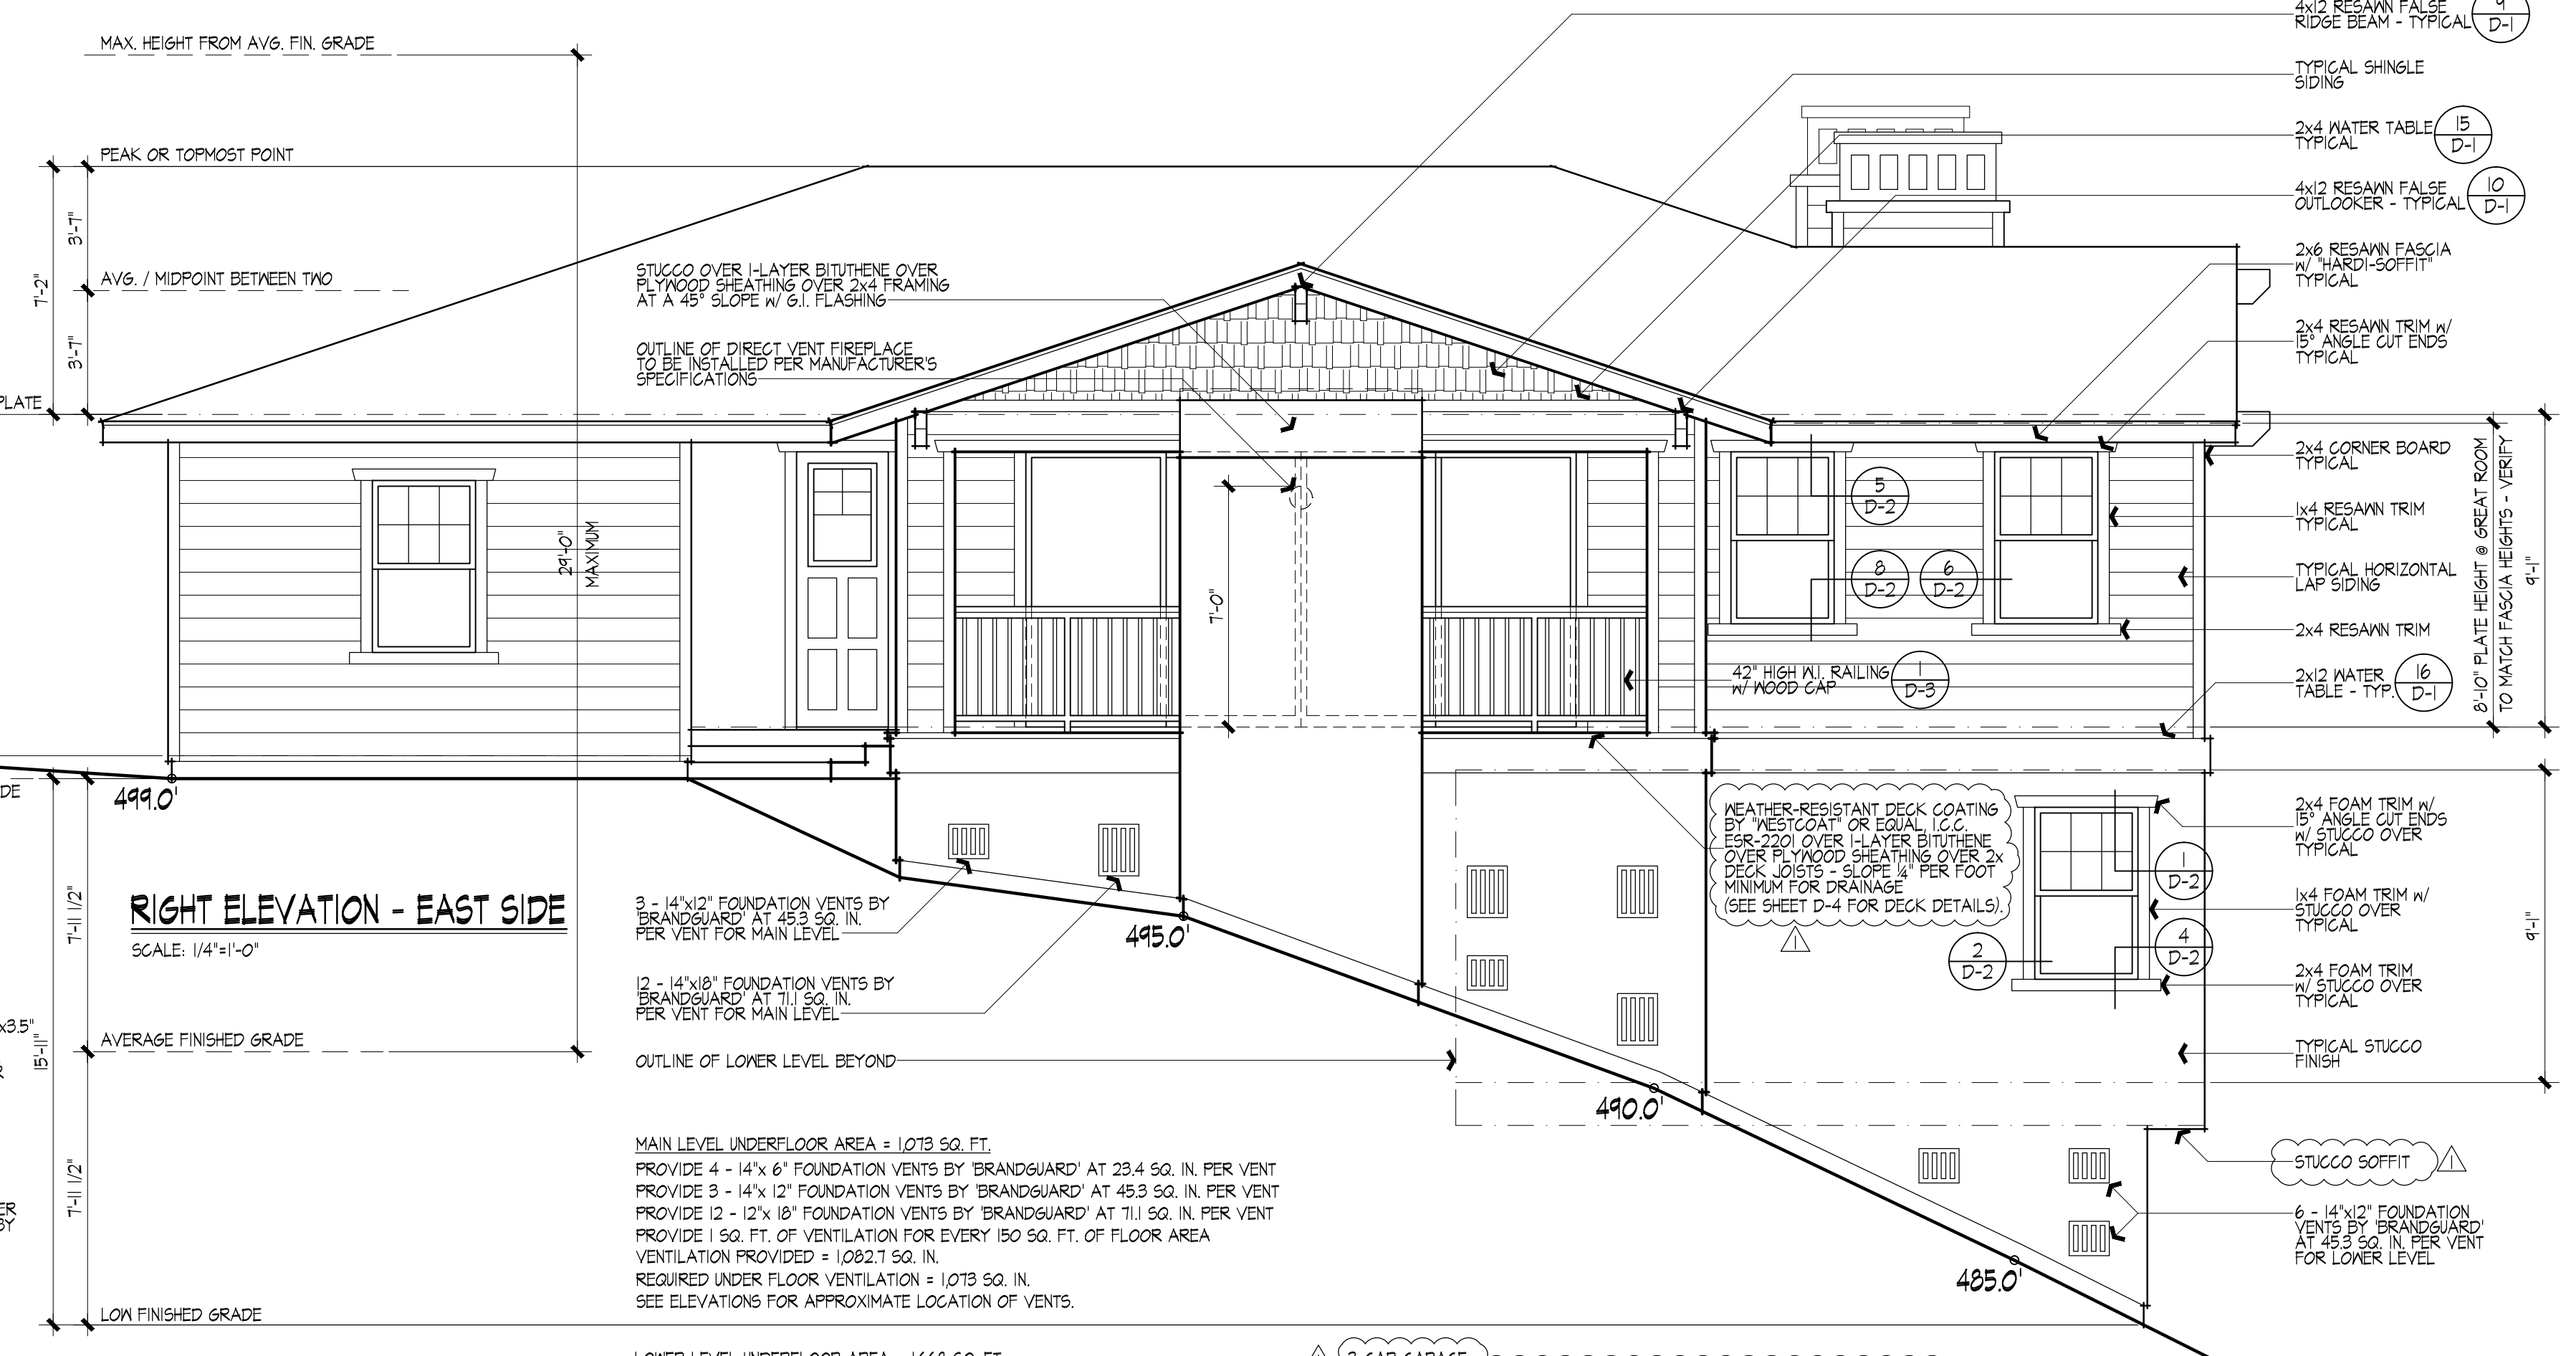 MAX. HEIGHT FROM AVG. FIN. GRADE
PEAK OR TOPMOST POINT
3'-7"
7'-2"
AVG. / MIDPOINT BETWEEN TWO
3'-7"
PLATE
29'-0"
MAXIMUM
STUCCO OVER 1-LAYER BITUTHENE OVER
PLYWOOD SHEATHING OVER 2x4 FRAMING
AT A 45° SLOPE W/ G.I. FLASHING
OUTLINE OF DIRECT VENT FIREPLACE
TO BE INSTALLED PER MANUFACTURER'S
SPECIFICATIONS
7'-0"
4x12 RESAWN FALSE
RIDGE BEAM - TYPICAL
9
D-1
TYPICAL SHINGLE
SIDING
2x4 WATER TABLE
TYPICAL
15
D-1
4x12 RESAWN FALSE
OUTLOOKER - TYPICAL
10
D-1
2x6 RESAWN FASCIA
W/ "HARDI-SOFFIT"
TYPICAL
2x4 RESAWN TRIM W/
15° ANGLE CUT ENDS
TYPICAL
2x4 CORNER BOARD
TYPICAL
1x4 RESAWN TRIM
TYPICAL
TYPICAL HORIZONTAL
LAP SIDING
2x4 RESAWN TRIM
2x12 WATER
TABLE - TYP.
16
D-1
8'-10" PLATE HEIGHT @ GREAT ROOM
TO MATCH FASCIA HEIGHTS - VERIFY
9'-1"
5
D-2
8
D-2
6
D-2
42" HIGH W.I. RAILING
W/ WOOD CAP
1
D-3
DE
499.0'
RIGHT ELEVATION - EAST SIDE
SCALE: 1/4"=1'-0"
7'-11 1/2"
15'-11"
x3.5"
AVERAGE FINISHED GRADE
7'-11 1/2"
ER
BY
LOW FINISHED GRADE
3 - 14"x12" FOUNDATION VENTS BY
'BRANDGUARD' AT 45.3 SQ. IN.
PER VENT FOR MAIN LEVEL
12 - 14"x18" FOUNDATION VENTS BY
'BRANDGUARD' AT 71.1 SQ. IN.
PER VENT FOR MAIN LEVEL
OUTLINE OF LOWER LEVEL BEYOND
495.0'
490.0'
485.0'
WEATHER-RESISTANT DECK COATING
BY "WESTCOAT" OR EQUAL, I.C.C.
ESR-2201 OVER 1-LAYER BITUTHENE
OVER PLYWOOD SHEATHING OVER 2x
DECK JOISTS - SLOPE ¼" PER FOOT
MINIMUM FOR DRAINAGE
(SEE SHEET D-4 FOR DECK DETAILS).
1
1
D-2
4
D-2
2
D-2
2x4 FOAM TRIM W/
15° ANGLE CUT ENDS
W/ STUCCO OVER
TYPICAL
1x4 FOAM TRIM W/
STUCCO OVER
TYPICAL
2x4 FOAM TRIM
W/ STUCCO OVER
TYPICAL
TYPICAL STUCCO
FINISH
9'-1"
STUCCO SOFFIT
1
6 - 14"x12" FOUNDATION
VENTS BY 'BRANDGUARD'
AT 45.3 SQ. IN. PER VENT
FOR LOWER LEVEL
MAIN LEVEL UNDERFLOOR AREA = 1,073 SQ. FT.
PROVIDE 4 - 14"x 6" FOUNDATION VENTS BY 'BRANDGUARD' AT 23.4 SQ. IN. PER VENT
PROVIDE 3 - 14"x 12" FOUNDATION VENTS BY 'BRANDGUARD' AT 45.3 SQ. IN. PER VENT
PROVIDE 12 - 12"x 18" FOUNDATION VENTS BY 'BRANDGUARD' AT 71.1 SQ. IN. PER VENT
PROVIDE 1 SQ. FT. OF VENTILATION FOR EVERY 150 SQ. FT. OF FLOOR AREA
VENTILATION PROVIDED = 1,082.7 SQ. IN.
REQUIRED UNDER FLOOR VENTILATION = 1,073 SQ. IN.
SEE ELEVATIONS FOR APPROXIMATE LOCATION OF VENTS.